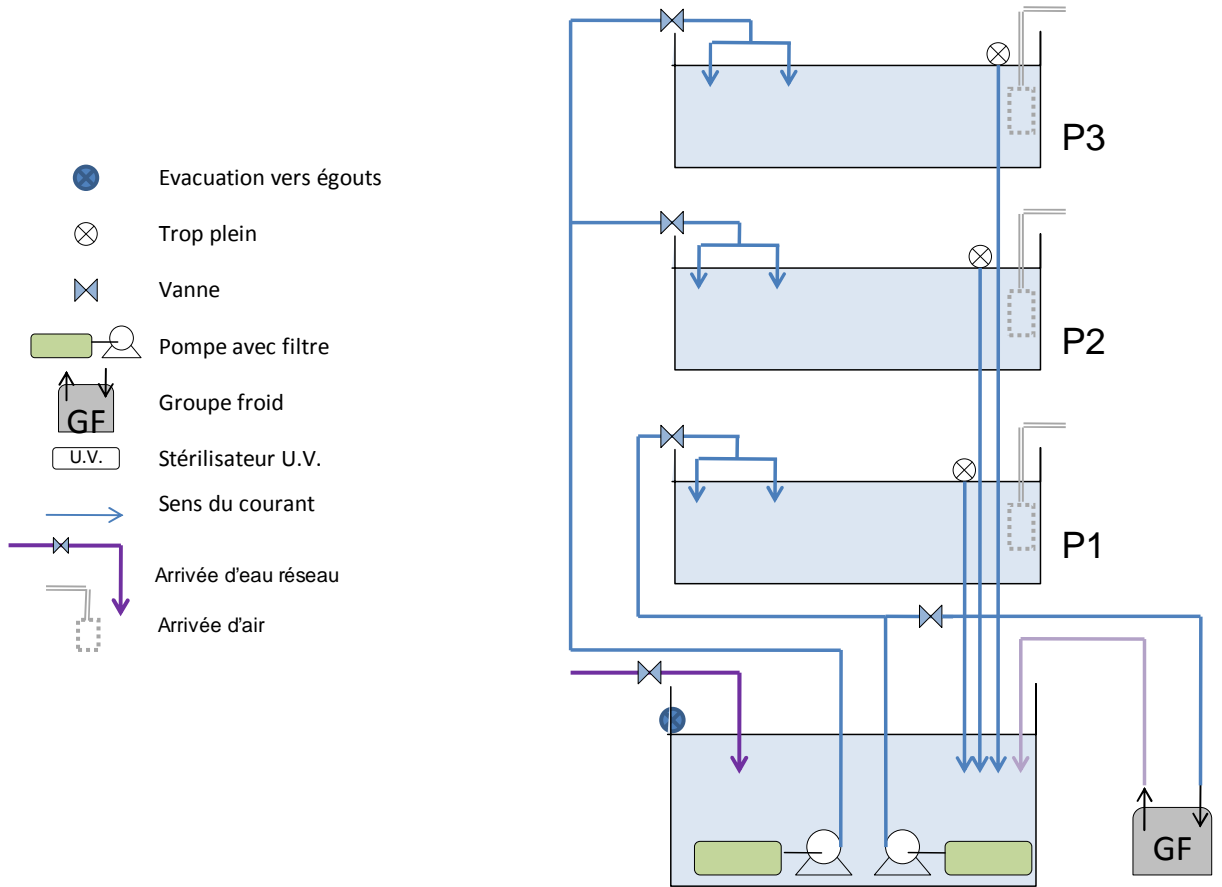 Evacuation vers égouts
Trop plein
Vanne
Pompe avec filtre
GF
Groupe froid
U.V.
Stérilisateur U.V.
Sens du courant
Arrivée d'eau réseau
Arrivée d'air
P3
P2
P1
GF